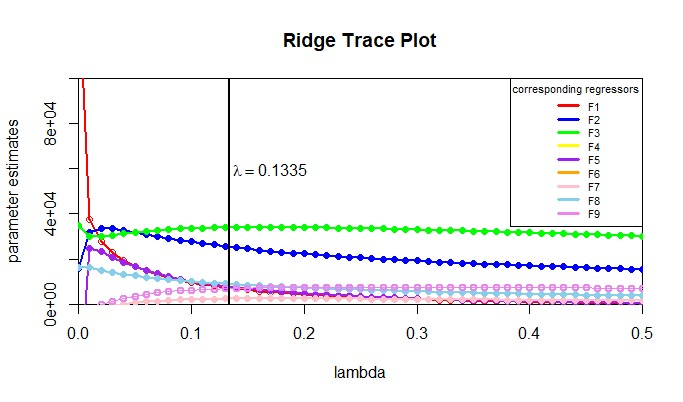 Ridge Trace Plot
corresponding regressors
F1
F2
F3
F4
F5
F6
F7
F8
F9
λ = 0.1335
parameter estimates
8e+04
4e+04
0e+00
0.0 0.1 0.2 0.3 0.4 0.5
lambda